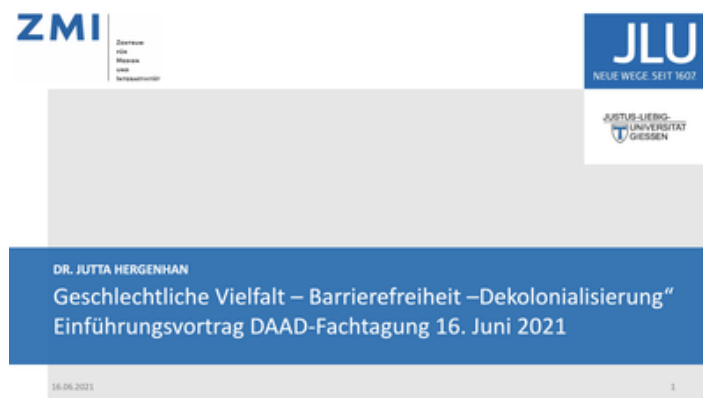 ZMI
Zentrum
für
Medien
und
Interaktivität
JLU
NEUE WEGE. SEIT 1607.
JUSTUS-LIEBIG-
UNIVERSITÄT
GIESSEN
DR. JUTTA HERGENHAN
Geschlechtliche Vielfalt – Barrierefreiheit –Dekolonialisierung“
Einführungsvortrag DAAD-Fachtagung 16. Juni 2021
16.06.2021
1